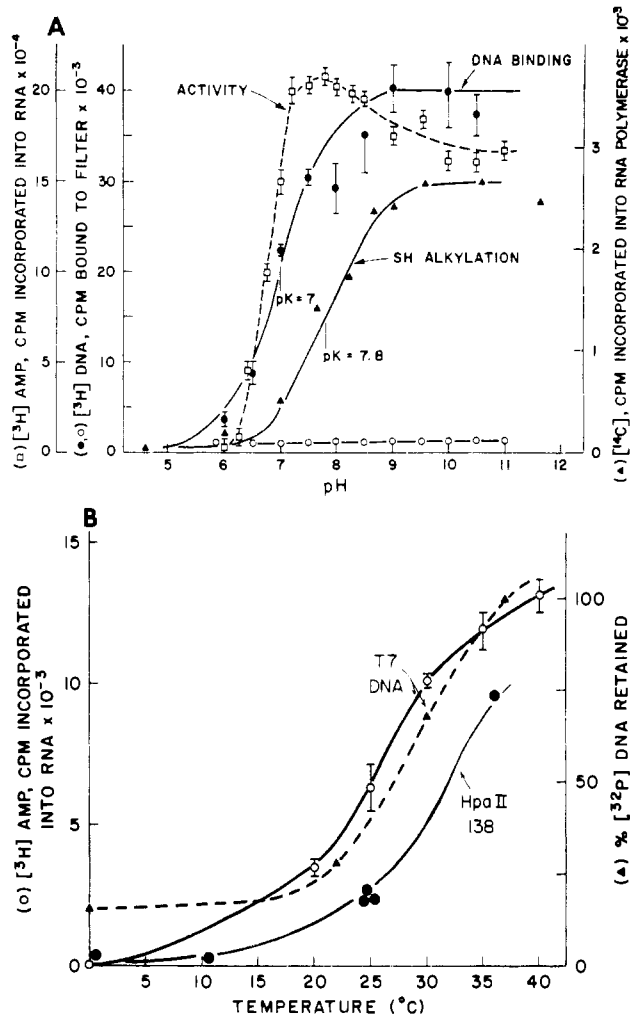 A
(□) [³H] AMP, CPM INCORPORATED INTO RNA x 10⁻⁴
20
15
10
5
0
(●,○) [³H] DNA, CPM BOUND TO FILTER x 10⁻³
40
30
20
10
0
ACTIVITY
DNA BINDING
SH ALKYLATION
pK = 7
pK = 7.8
3
2
1
0
(▲) [¹⁴C], CPM INCORPORATED INTO RNA POLYMERASE x 10⁻³
5 6 7 8 9 10 11 12
pH
B
(○) [³H] AMP, CPM INCORPORATED
INTO RNA x 10⁻³
15
10
5
0
T7
DNA
Hpa II
138
100
50
0
(▲) % [³²P] DNA RETAINED
5 10 15 20 25 30 35 40
TEMPERATURE (°C)